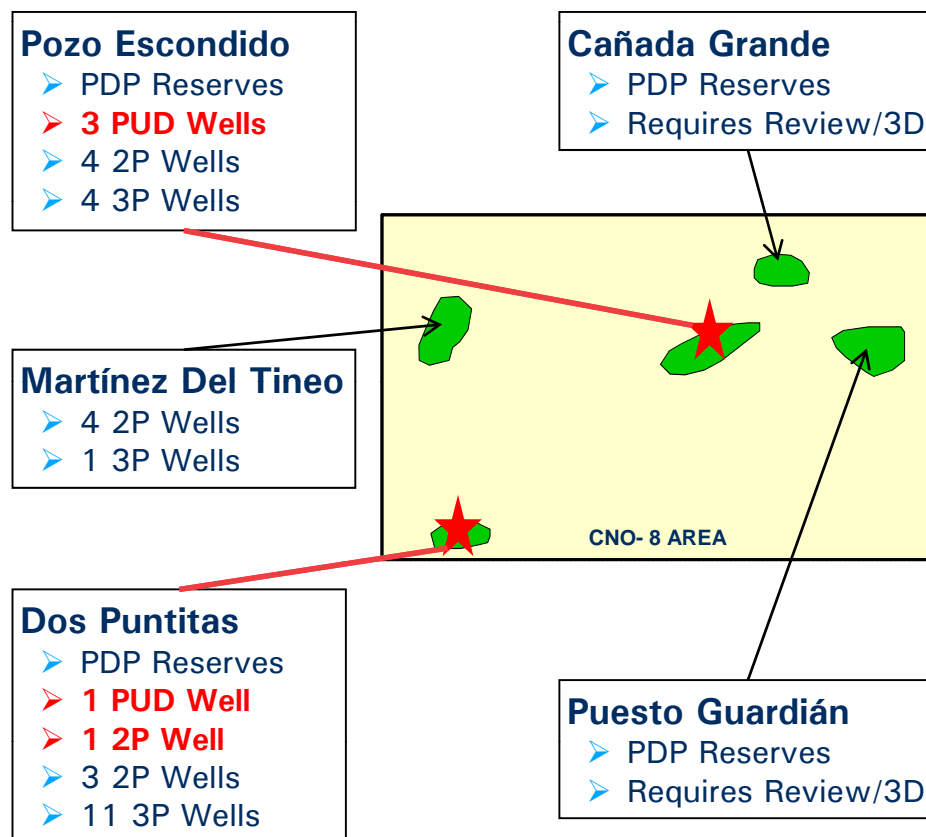 Pozo Escondido
➢ PDP Reserves
➢ 3 PUD Wells
➢ 4 2P Wells
➢ 4 3P Wells
Cañada Grande
➢ PDP Reserves
➢ Requires Review/3D
Martínez Del Tineo
➢ 4 2P Wells
➢ 1 3P Wells
CNO- 8 AREA
Dos Puntitas
➢ PDP Reserves
➢ 1 PUD Well
➢ 1 2P Well
➢ 3 2P Wells
➢ 11 3P Wells
Puesto Guardián
➢ PDP Reserves
➢ Requires Review/3D